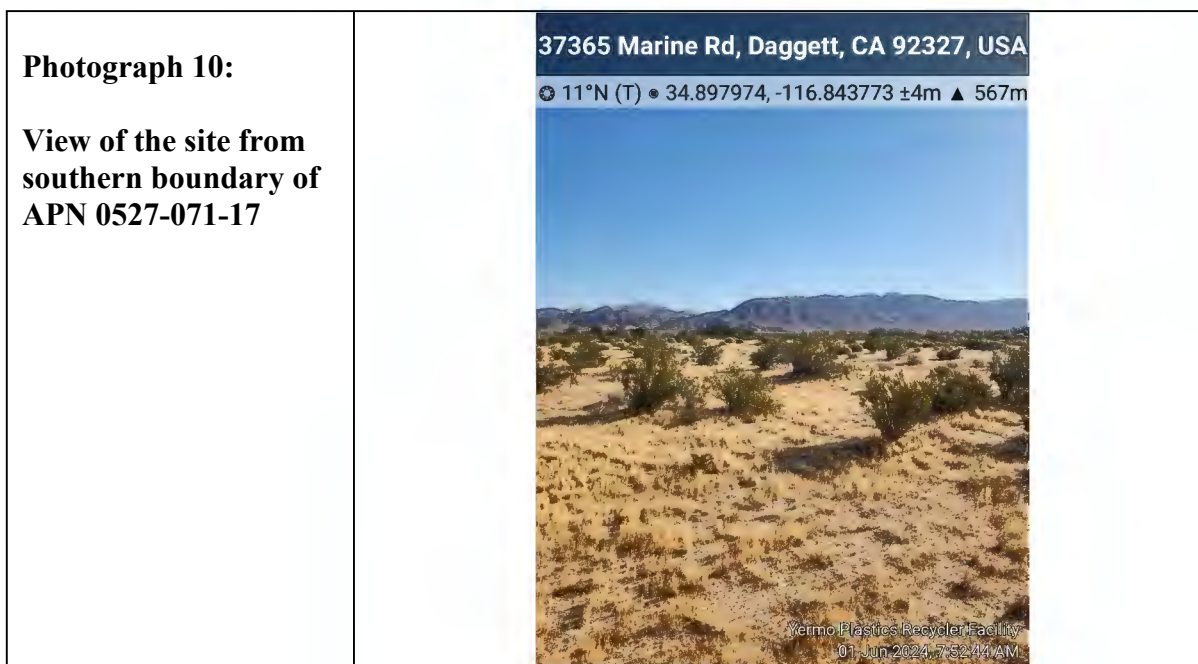 Photograph 10:
View of the site from
southern boundary of
APN 0527-071-17
37365 Marine Rd, Daggett, CA 92327, USA
11°N (T) ● 34.897974, -116.843773 ±4m ▲ 567m
Yermo Plastics Recycler Facility
01 Jun 2024, 7:52:44 AM